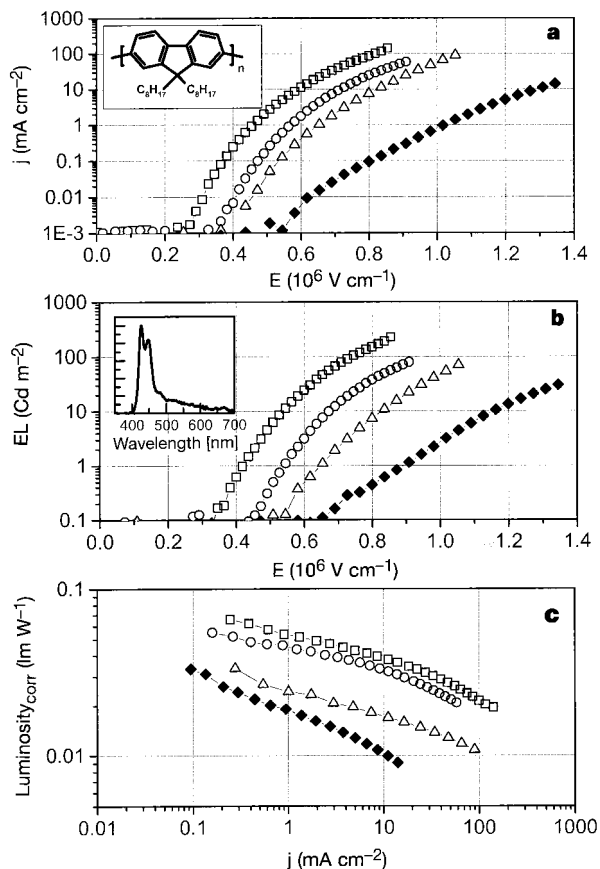 a
n
C₈H₁₇ C₈H₁₇
j (mA cm⁻²)
1000
100
10
1
0.1
0.01
1E-3
0.0 0.2 0.4 0.6 0.8 1.0 1.2 1.4
E (10⁶ V cm⁻¹)
b
EL (Cd m⁻²)
1000
100
10
1
0.1
400 500 600 700
Wavelength [nm]
0.0 0.2 0.4 0.6 0.8 1.0 1.2 1.4
E (10⁶ V cm⁻¹)
c
Luminosity_corr (lm W⁻¹)
0.1
0.01
0.01 0.1 1 10 100 1000
j (mA cm⁻²)